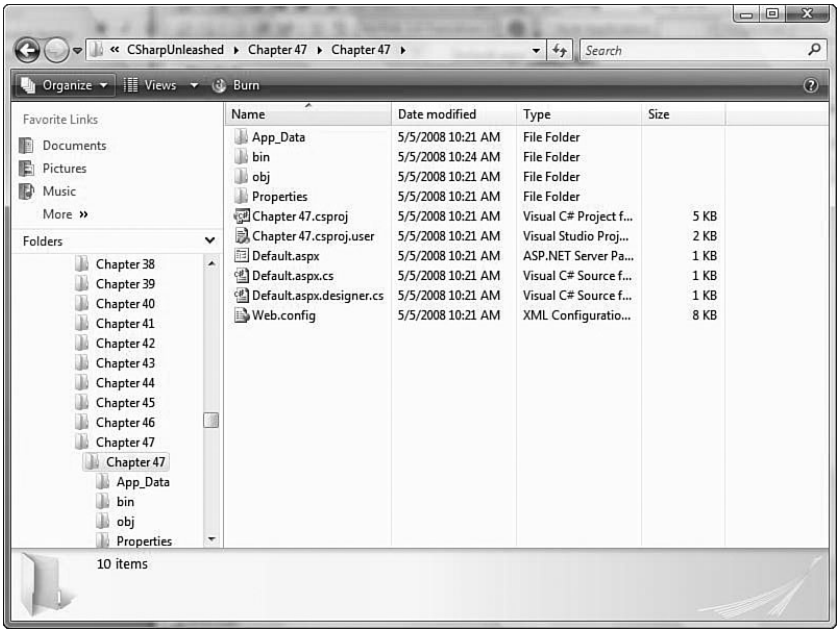 « CSharpUnleashed ▸ Chapter 47 ▸ Chapter 47 ▸ Search
Organize Views Burn
Favorite Links
Documents
Pictures
Music
More »
Folders
Chapter 38
Chapter 39
Chapter 40
Chapter 41
Chapter 42
Chapter 43
Chapter 44
Chapter 45
Chapter 46
Chapter 47
Chapter 47
App_Data
bin
obj
Properties
Name Date modified Type Size
App_Data 5/5/2008 10:21 AM File Folder
bin 5/5/2008 10:24 AM File Folder
obj 5/5/2008 10:21 AM File Folder
Properties 5/5/2008 10:21 AM File Folder
Chapter 47.csproj 5/5/2008 10:21 AM Visual C# Project f... 5 KB
Chapter 47.csproj.user 5/5/2008 10:21 AM Visual Studio Proj... 2 KB
Default.aspx 5/5/2008 10:21 AM ASP.NET Server Pa... 1 KB
Default.aspx.cs 5/5/2008 10:21 AM Visual C# Source f... 1 KB
Default.aspx.designer.cs 5/5/2008 10:21 AM Visual C# Source f... 1 KB
Web.config 5/5/2008 10:21 AM XML Configuratio... 8 KB
10 items